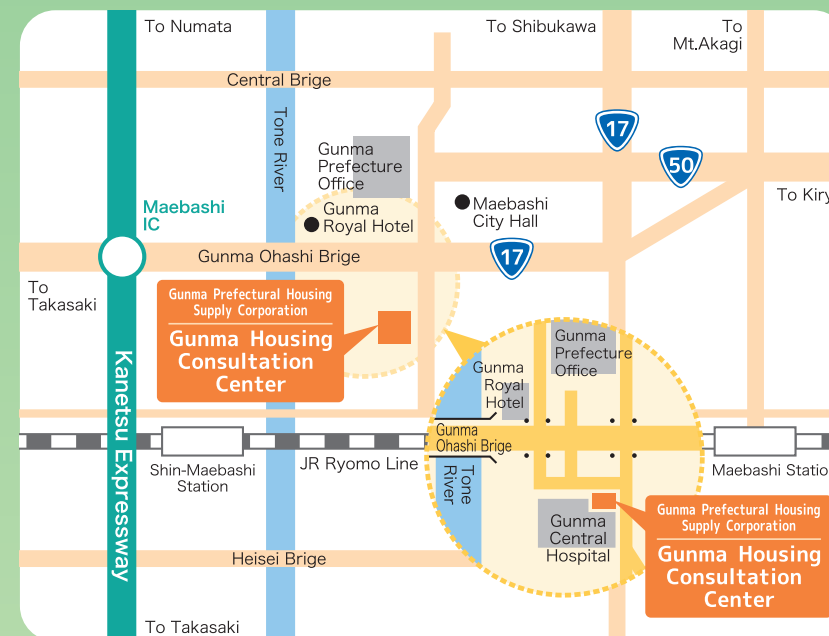 To Numata
To Shibukawa
To
Mt.Akagi
Central Brige
Tone River
17
50
Gunma
Prefecture
Office
To Kiry
Maebashi
IC
Gunma
Royal Hotel
Maebashi
City Hall
Gunma Ohashi Brige
17
To
Takasaki
Gunma Prefectural Housing
Supply Corporation
Gunma Housing
Consultation
Center
Kanetsu Expressway
Gunma
Prefecture
Office
Gunma
Royal
Hotel
Gunma
Ohashi Brige
Tone
River
Shin-Maebashi
Station
JR Ryomo Line
Maebashi Statio
Gunma
Central
Hospital
Gunma Prefectural Housing
Supply Corporation
Gunma Housing
Consultation
Center
Heisei Brige
To Takasaki